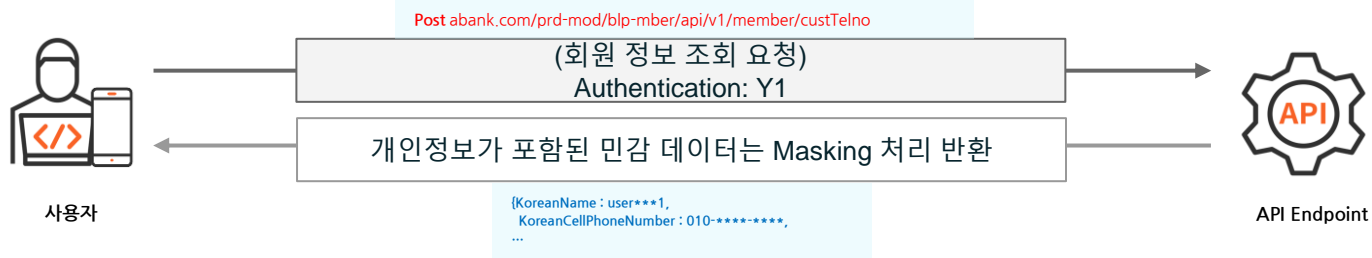 Post abank.com/prd-mod/blp-mber/api/v1/member/custTelno
(회원 정보 조회 요청)
Authentication: Y1
</>
API
개인정보가 포함된 민감 데이터는 Masking 처리 반환
사용자
API Endpoint
{KoreanName : user***1,
KoreanCellPhoneNumber : 010-****-****,
...